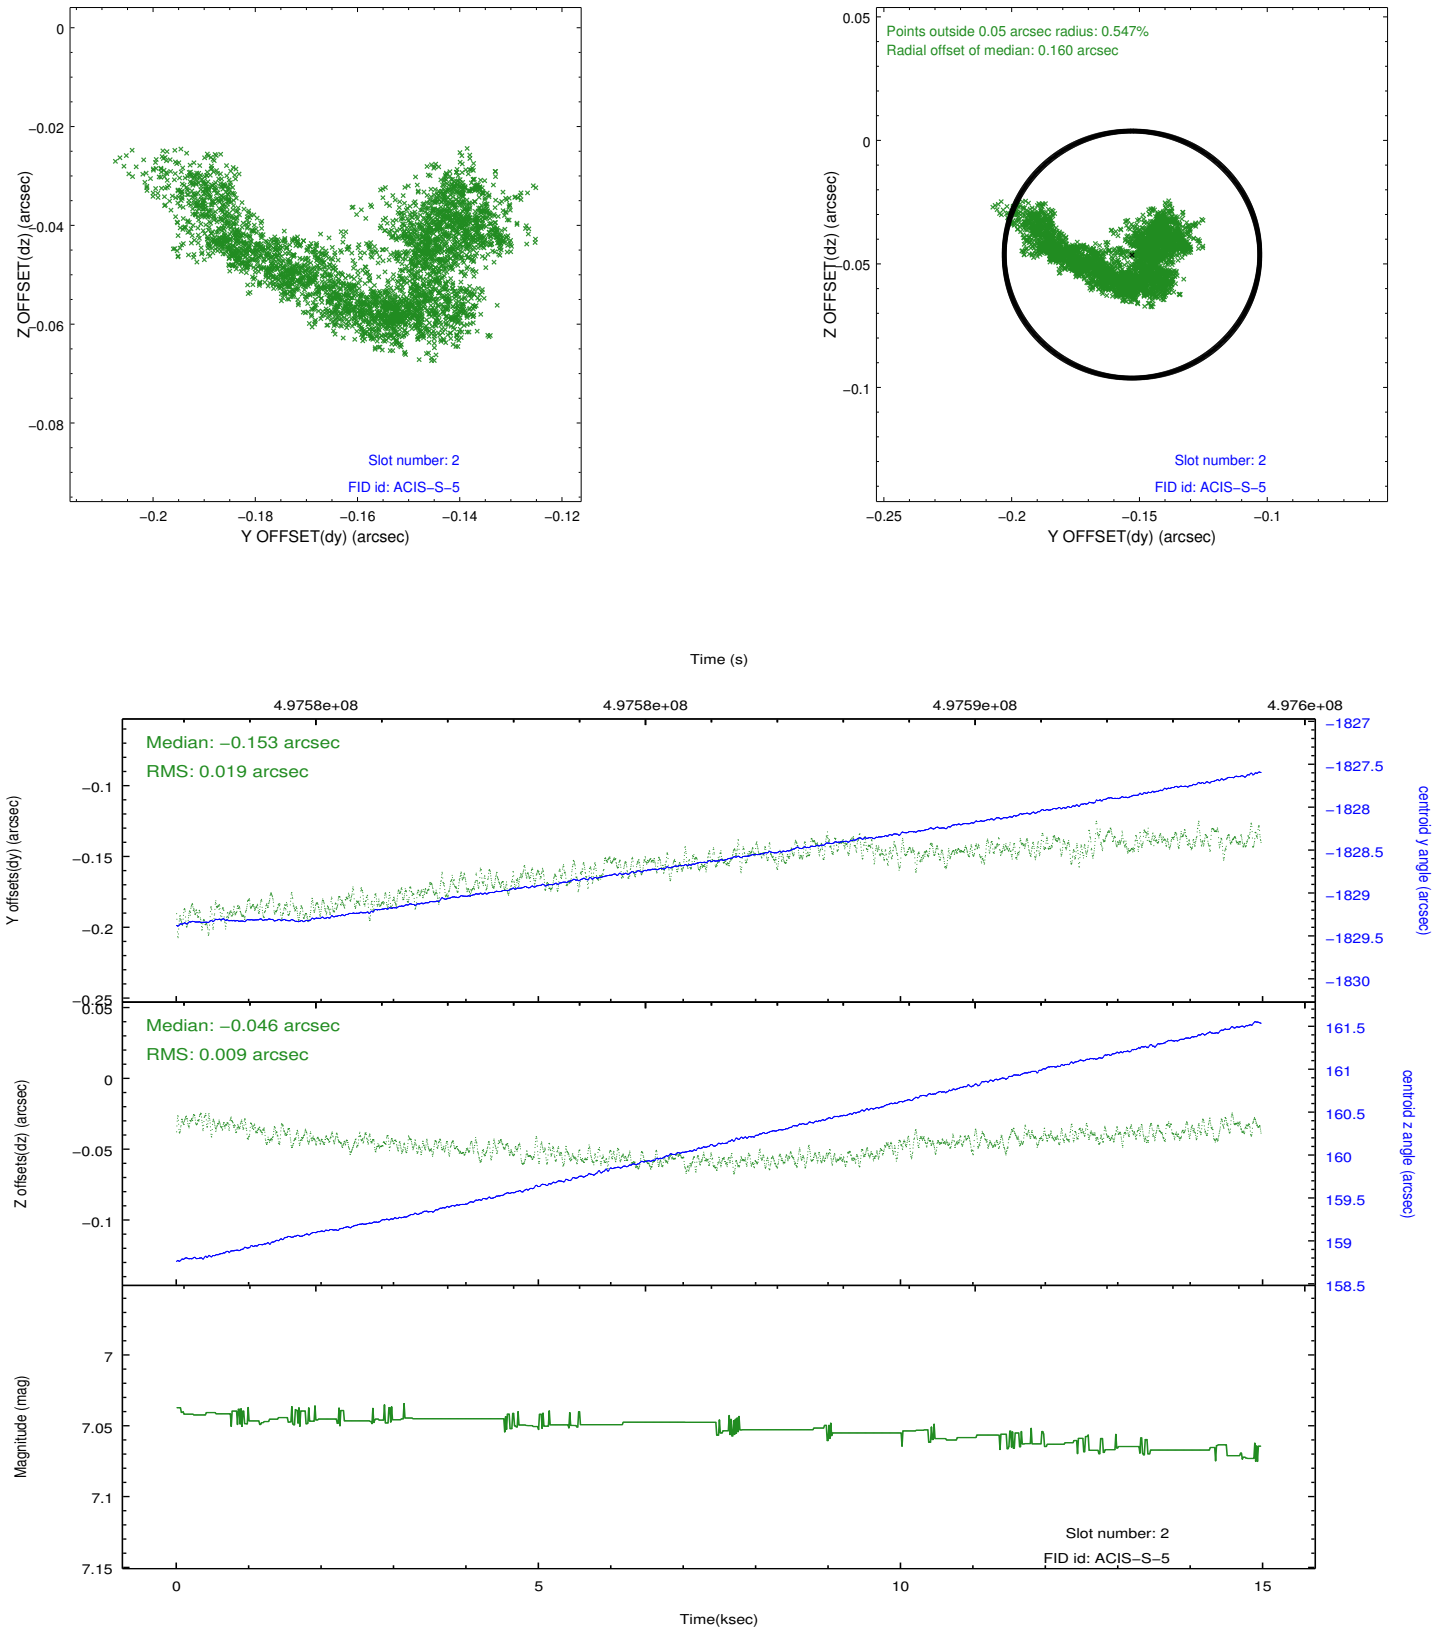 0
−0.02
−0.04
−0.06
−0.08
Z OFFSET(dz) (arcsec)
Slot number: 2
FID id: ACIS−S−5
−0.2
−0.18
−0.16
−0.14
−0.12
Y OFFSET(dy) (arcsec)
0.05
0
−0.05
−0.1
Z OFFSET(dz) (arcsec)
Points outside 0.05 arcsec radius: 0.547%
Radial offset of median: 0.160 arcsec
Slot number: 2
FID id: ACIS−S−5
−0.25
−0.2
−0.15
−0.1
Y OFFSET(dy) (arcsec)
Time (s)
4.9758e+08
4.9758e+08
4.9759e+08
4.976e+08
Median: −0.153 arcsec
RMS: 0.019 arcsec
−0.1
−0.15
−0.2
−0.25
Y offsets(dy) (arcsec)
−1827
−1827.5
−1828
−1828.5
−1829
−1829.5
−1830
centroid y angle (arcsec)
Median: −0.046 arcsec
RMS: 0.009 arcsec
0.05
0
−0.05
−0.1
Z offsets(dz) (arcsec)
161.5
161
160.5
160
159.5
159
158.5
centroid z angle (arcsec)
7
7.05
7.1
7.15
Magnitude (mag)
Slot number: 2
FID id: ACIS−S−5
0
5
10
15
Time(ksec)